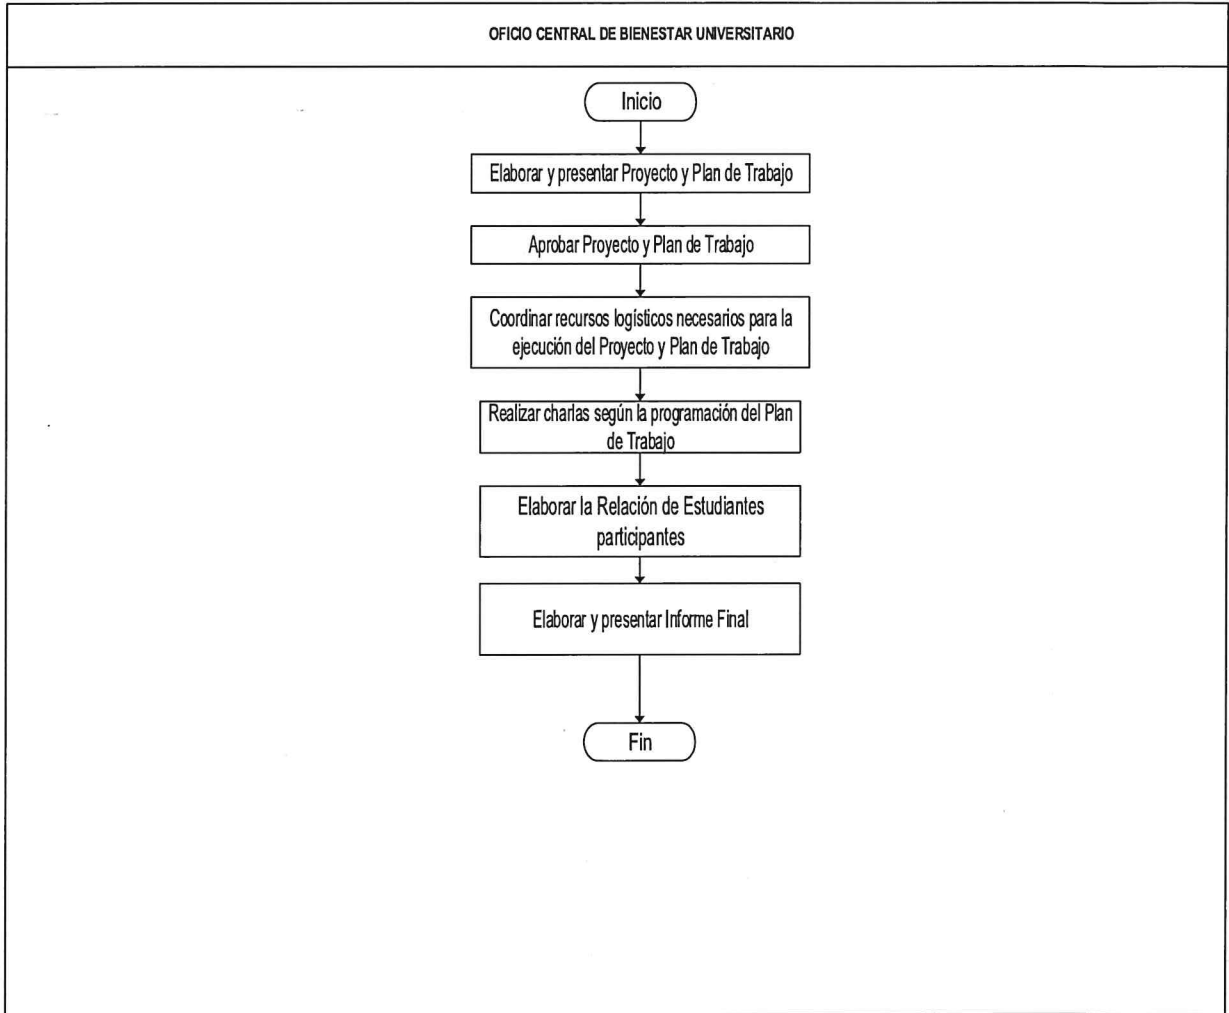 OFICIO CENTRAL DE BIENESTAR UNIVERSITARIO
Inicio
Elaborar y presentar Proyecto y Plan de Trabajo
Aprobar Proyecto y Plan de Trabajo
Coordinar recursos logísticos necesarios para la
ejecución del Proyecto y Plan de Trabajo
Realizar charlas según la programación del Plan
de Trabajo
Elaborar la Relación de Estudiantes
participantes
Elaborar y presentar Informe Final
Fin